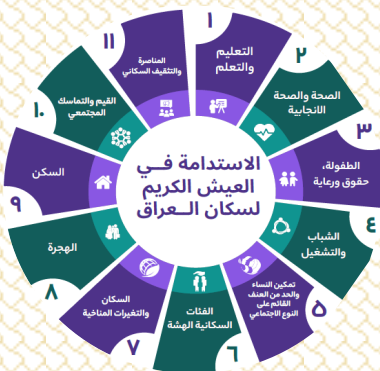 الاستدامة فــي
العيش الكريم
لسكان الــعراق
١
التعليم
والتعلم
٢
الصحة والصحة
الانجابية
٣
الطفولة،
حقوق ورعاية
٤
الشباب
والتشغيل
٥
تمكين النساء
والحد من العنف
القائم على
النوع الاجتماعي
٦
الفئات
السكانية الهشة
٧
السكان
والتغيرات المناخية
٨
الهجرة
٩
السكن
١٠
القيم والتماسك
المجتمعي
١١
المناصرة
والتثقيف السكاني